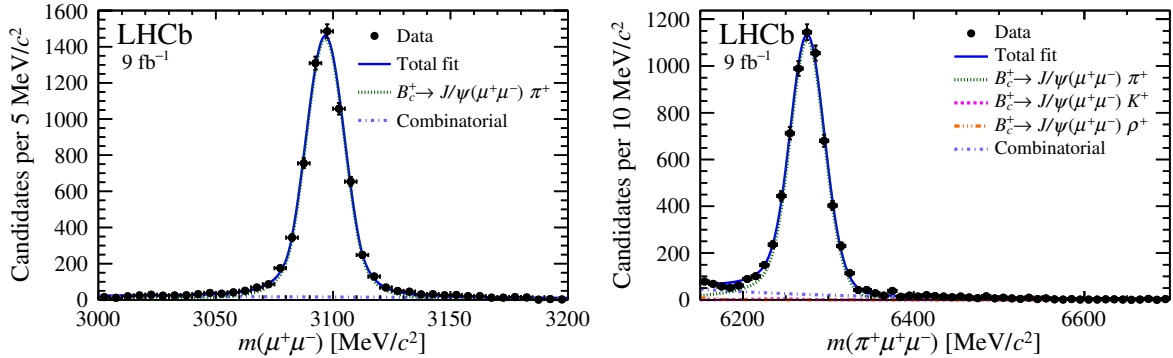 LHCb
9 fb⁻¹
Data
Total fit
B_c^+ → J/ψ(μ⁺μ⁻) π⁺
Combinatorial
Candidates per 5 MeV/c²
1600
1400
1200
1000
800
600
400
200
0
3000 3050 3100 3150 3200
m(μ⁺μ⁻) [MeV/c²]
LHCb
9 fb⁻¹
Data
Total fit
B_c^+ → J/ψ(μ⁺μ⁻) π⁺
B_c^+ → J/ψ(μ⁺μ⁻) K⁺
B_c^+ → J/ψ(μ⁺μ⁻) ρ⁺
Combinatorial
Candidates per 10 MeV/c²
1200
1000
800
600
400
200
0
6200 6400 6600
m(π⁺μ⁺μ⁻) [MeV/c²]